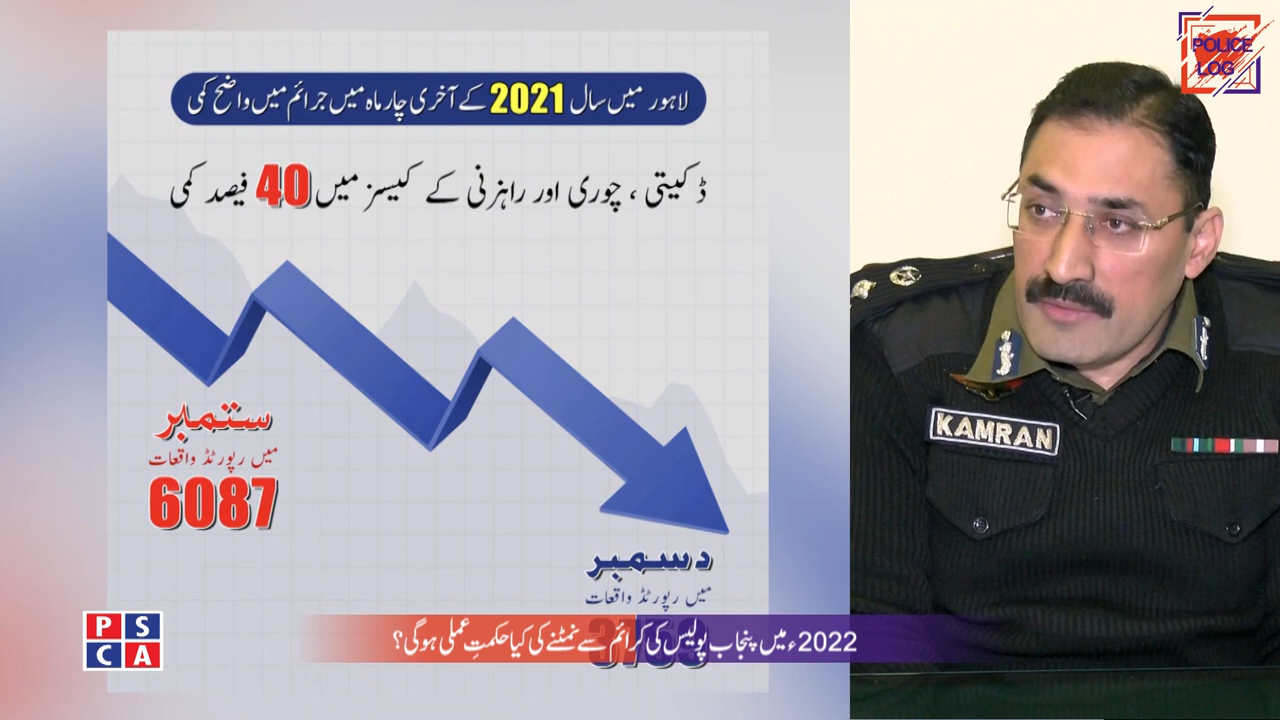 POLICE
LOG
لاہور میں سال 2021 کے آخری چار ماہ میں جرائم میں واضح کمی
ڈکیتی، چوری اور راہزنی کے کیسز میں 40 فیصد کمی
KAMRAN
ستمبر
میں رپورٹڈ واقعات
6087
دسمبر
میں رپورٹڈ واقعات
2022ء میں پنجاب پولیس کی کرائم سے نمٹنے کی کیا حکمتِ عملی ہوگی؟
PS
CA